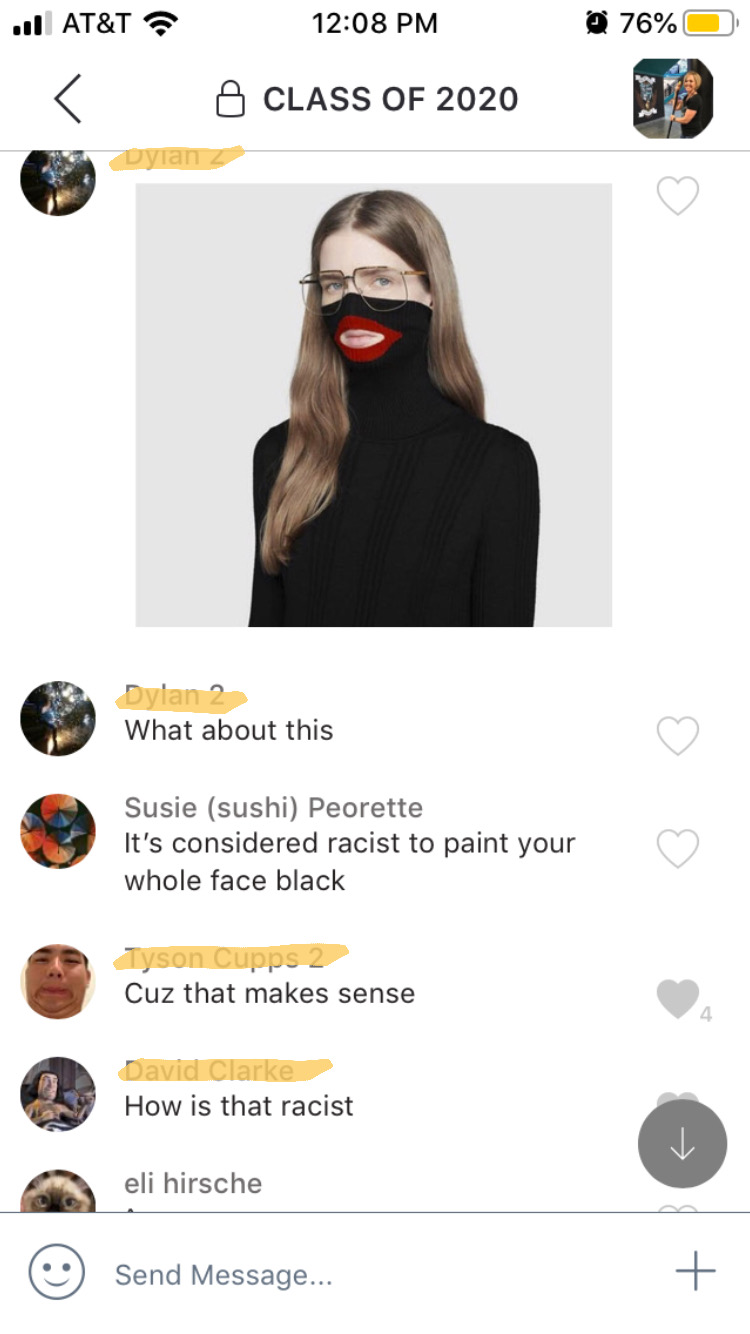 AT&T 12:08 PM 76%
CLASS OF 2020
Dylan 2
Dylan 2
What about this
Susie (sushi) Peorette
It's considered racist to paint your
whole face black
Tyson Cupps 2
Cuz that makes sense
4
David Clarke
How is that racist
eli hirsche
Send Message...